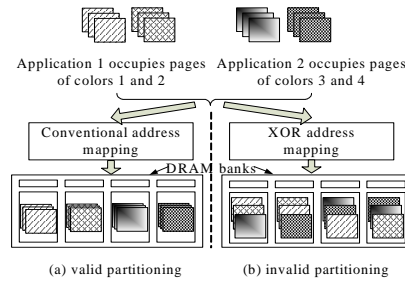 Application 1 occupies pages
of colors 1 and 2
Application 2 occupies pages
of colors 3 and 4
Conventional address
mapping
XOR address
mapping
DRAM banks
(a) valid partitioning
(b) invalid partitioning